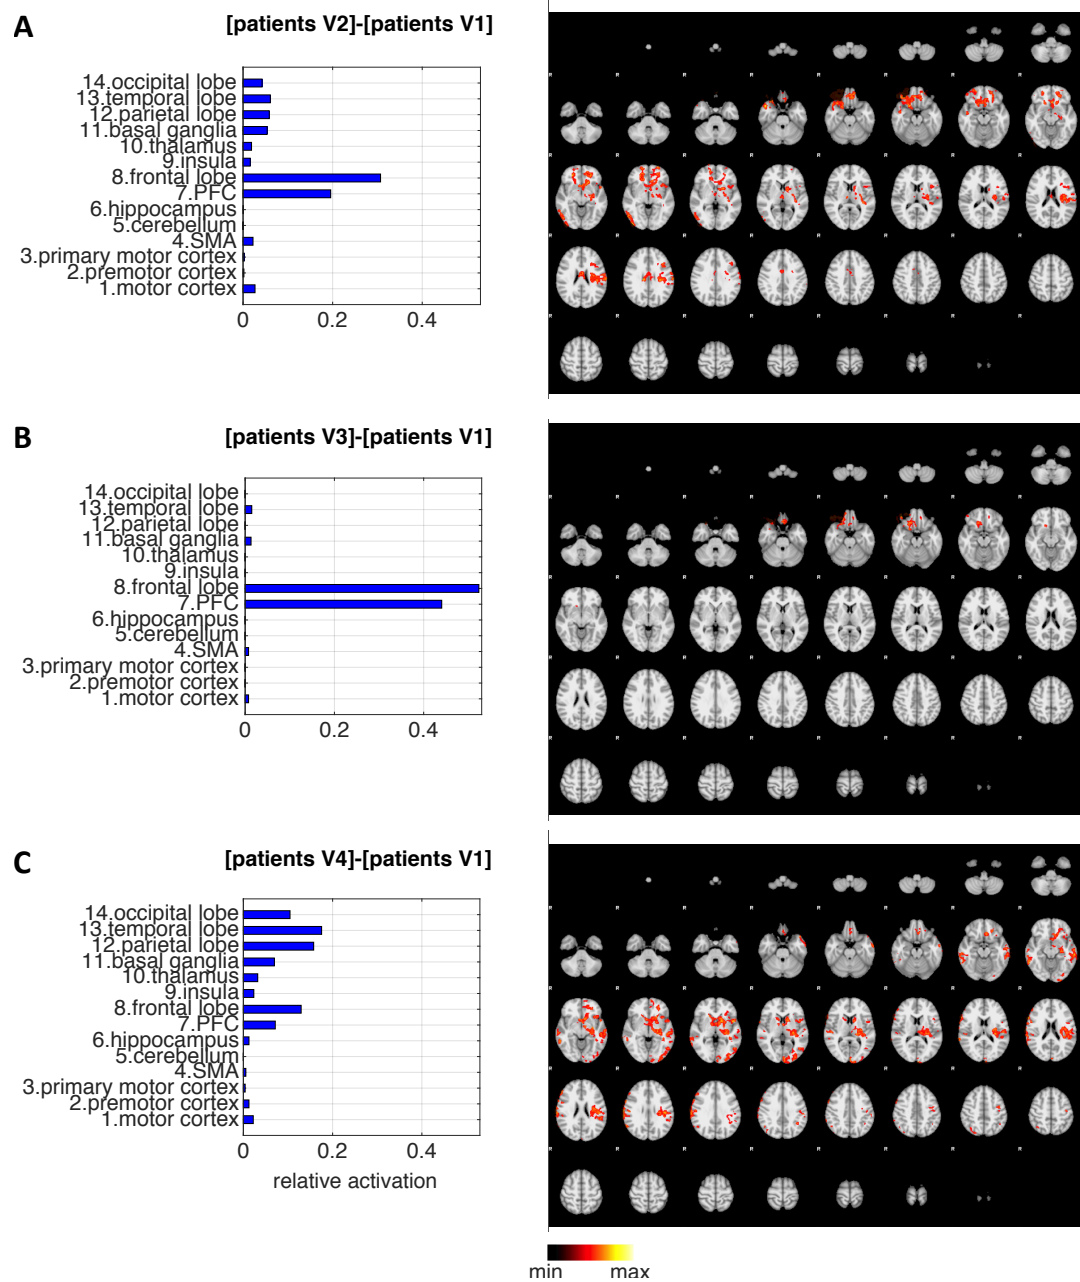 A
[patients V2]-[patients V1]
14.occipital lobe
13.temporal lobe
12.parietal lobe
11.basal ganglia
10.thalamus
9.insula
8.frontal lobe
7.PFC
6.hippocampus
5.cerebellum
4.SMA
3.primary motor cortex
2.premotor cortex
1.motor cortex
0 0.2 0.4
R R R R R R R
R R R R R R R R
R R R R R R R R
R R R R R R R R
B
[patients V3]-[patients V1]
14.occipital lobe
13.temporal lobe
12.parietal lobe
11.basal ganglia
10.thalamus
9.insula
8.frontal lobe
7.PFC
6.hippocampus
5.cerebellum
4.SMA
3.primary motor cortex
2.premotor cortex
1.motor cortex
0 0.2 0.4
R R R R R R R
R R R R R R R R
R R R R R R R R
R R R R R R R R
C
[patients V4]-[patients V1]
14.occipital lobe
13.temporal lobe
12.parietal lobe
11.basal ganglia
10.thalamus
9.insula
8.frontal lobe
7.PFC
6.hippocampus
5.cerebellum
4.SMA
3.primary motor cortex
2.premotor cortex
1.motor cortex
0 0.2 0.4
relative activation
R R R R R R R
R R R R R R R R
R R R R R R R R
R R R R R R R R
min max